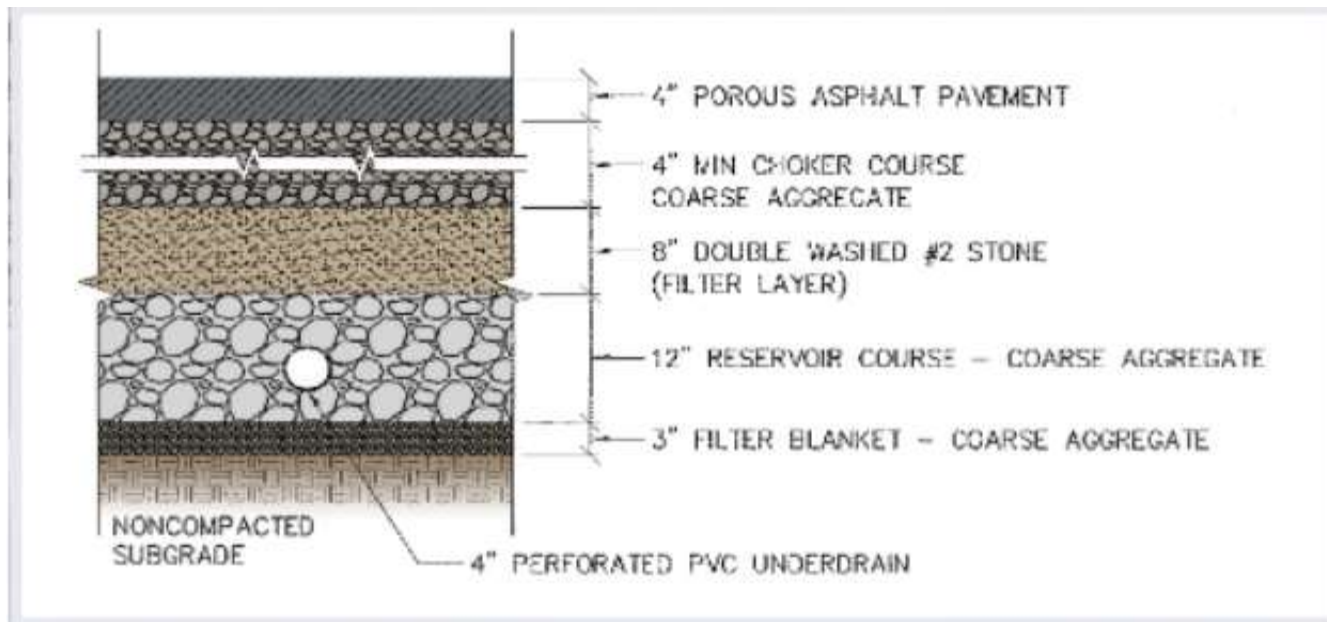 4" POROUS ASPHALT PAVEMENT
4" MIN CHOKER COURSE
COARSE AGGREGATE
8" DOUBLE WASHED #2 STONE
(FILTER LAYER)
12" RESERVOIR COURSE – COARSE AGGREGATE
3" FILTER BLANKET – COARSE AGGREGATE
NONCOMPACTED
SUBGRADE
4" PERFORATED PVC UNDERDRAIN